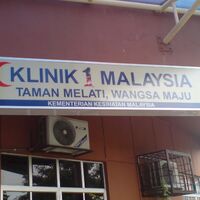 KLINIK 1 MALAYSIA
TAMAN MELATI, WANGSA MAJU
KEMENTERIAN KESIHATAN MALAYSIA